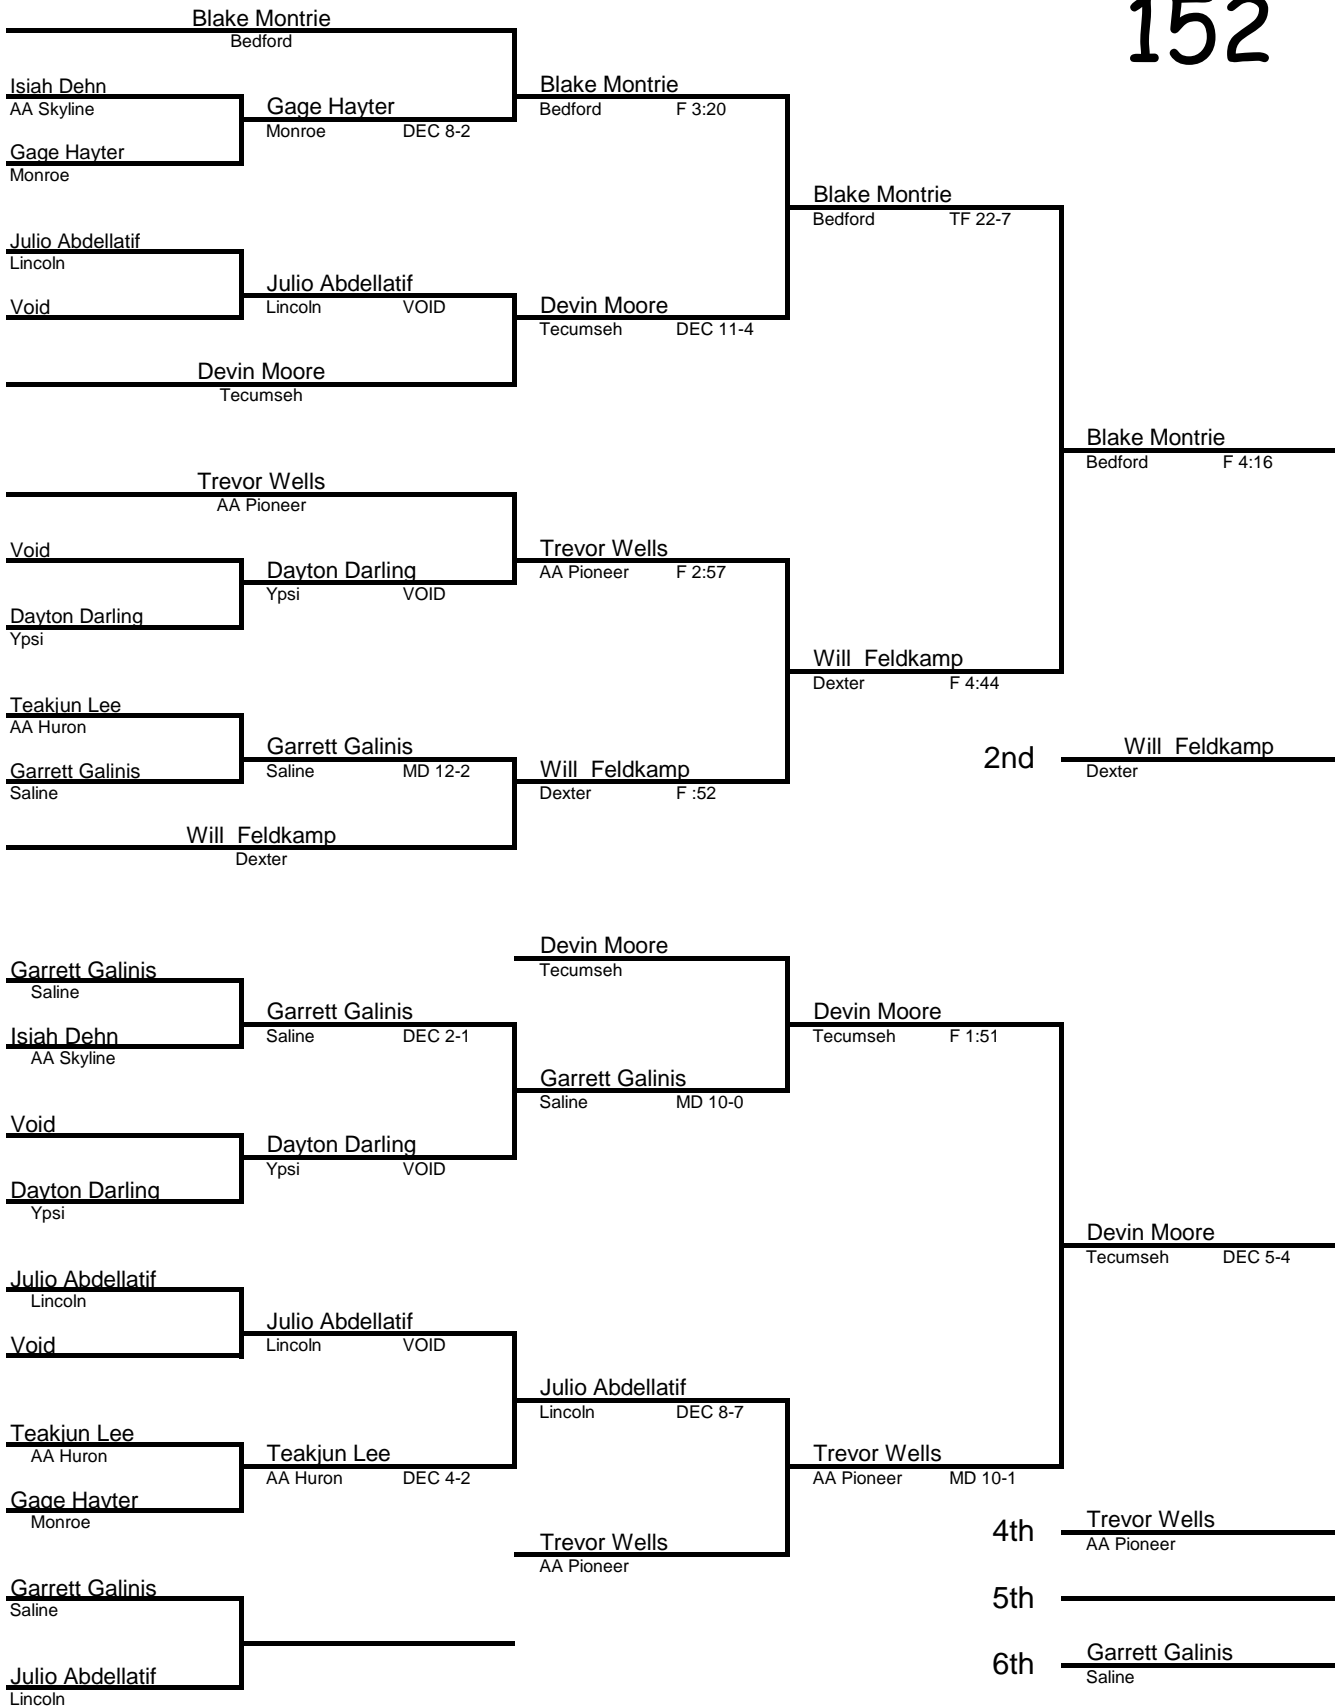 152
Blake Montrie
Bedford
Isiah Dehn
AA Skyline
Gage Hayter
Monroe
Gage Hayter
Monroe DEC 8-2
Blake Montrie
Bedford F 3:20
Julio Abdellatif
Lincoln
Void
Julio Abdellatif
Lincoln VOID
Devin Moore
Tecumseh
Devin Moore
Tecumseh DEC 11-4
Blake Montrie
Bedford TF 22-7
Trevor Wells
AA Pioneer
Void
Dayton Darling
Ypsi
Dayton Darling
Ypsi VOID
Trevor Wells
AA Pioneer F 2:57
Teakjun Lee
AA Huron
Garrett Galinis
Saline
Garrett Galinis
Saline MD 12-2
Will Feldkamp
Dexter
Will Feldkamp
Dexter F :52
Will Feldkamp
Dexter F 4:44
Blake Montrie
Bedford F 4:16
2nd Will Feldkamp
Dexter
Garrett Galinis
Saline
Isiah Dehn
AA Skyline
Garrett Galinis
Saline DEC 2-1
Void
Dayton Darling
Ypsi
Dayton Darling
Ypsi VOID
Devin Moore
Tecumseh
Garrett Galinis
Saline MD 10-0
Devin Moore
Tecumseh F 1:51
Julio Abdellatif
Lincoln
Void
Julio Abdellatif
Lincoln VOID
Teakjun Lee
AA Huron
Gage Hayter
Monroe
Teakjun Lee
AA Huron DEC 4-2
Julio Abdellatif
Lincoln DEC 8-7
Trevor Wells
AA Pioneer
Trevor Wells
AA Pioneer MD 10-1
Devin Moore
Tecumseh DEC 5-4
Garrett Galinis
Saline
Julio Abdellatif
Lincoln
4th Trevor Wells
AA Pioneer
5th
6th Garrett Galinis
Saline